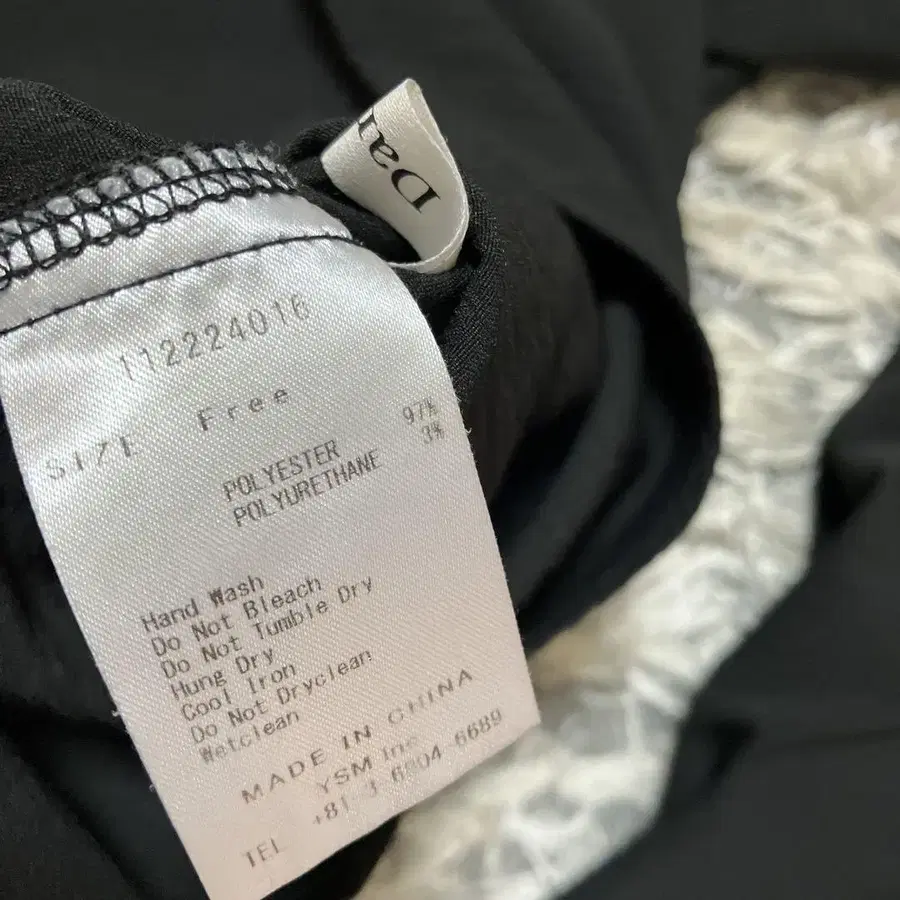 Dar
112224016
SIZE Free
POLYESTER 97%
POLYURETHANE 3%
Hand Wash
Do Not Bleach
Do Not Tumble Dry
Hung Dry
Cool Iron
Do Not Dryclean
Wetclean
MADE IN CHINA
YSM Inc
TEL +81 3 6804 6689